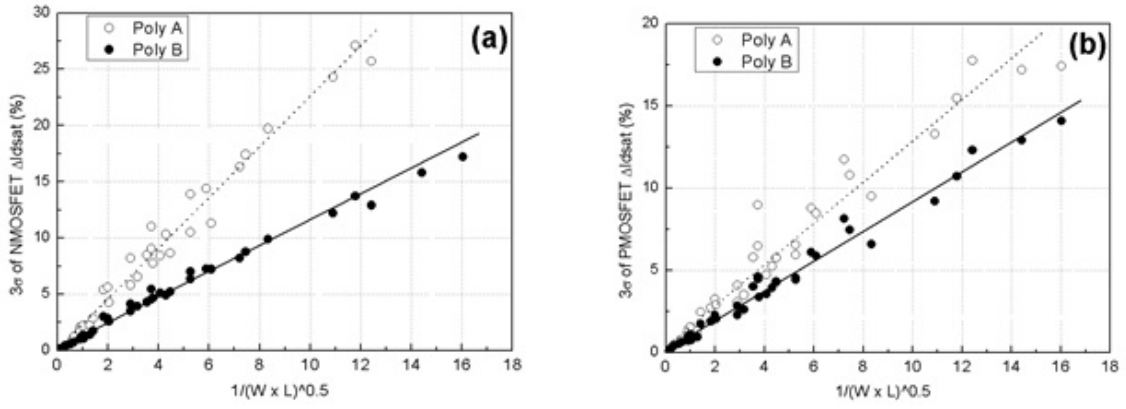 30
25
20
15
10
5
0
0 2 4 6 8 10 12 14 16 18
3σ of NMOSFET ΔIdsat (%)
1/(W x L)^0.5
Poly A
Poly B
(a)
20
15
10
5
0
0 2 4 6 8 10 12 14 16 18
3σ of PMOSFET ΔIdsat (%)
1/(W x L)^0.5
Poly A
Poly B
(b)